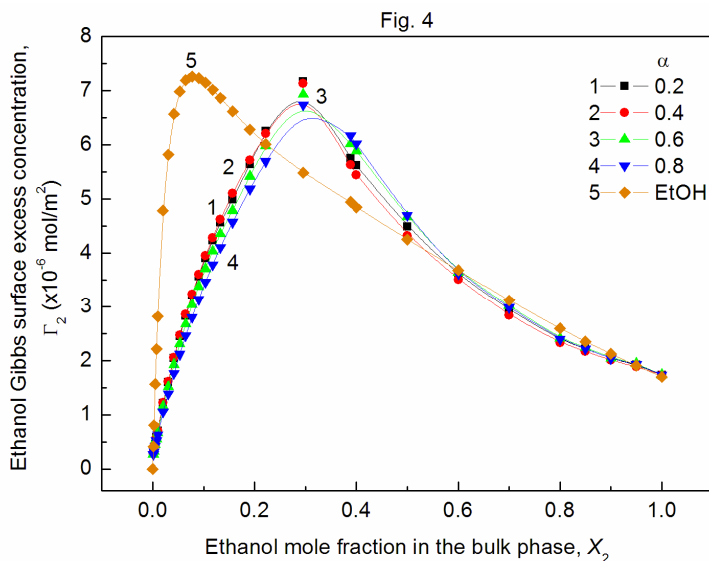 Fig. 4
Ethanol Gibbs surface excess concentration,
Γ₂ (x10⁻⁶ mol/m²)
8
7
6
5
4
3
2
1
0
5
3
2
1
4
α
1 0.2
2 0.4
3 0.6
4 0.8
5 EtOH
0.0 0.2 0.4 0.6 0.8 1.0
Ethanol mole fraction in the bulk phase, X₂